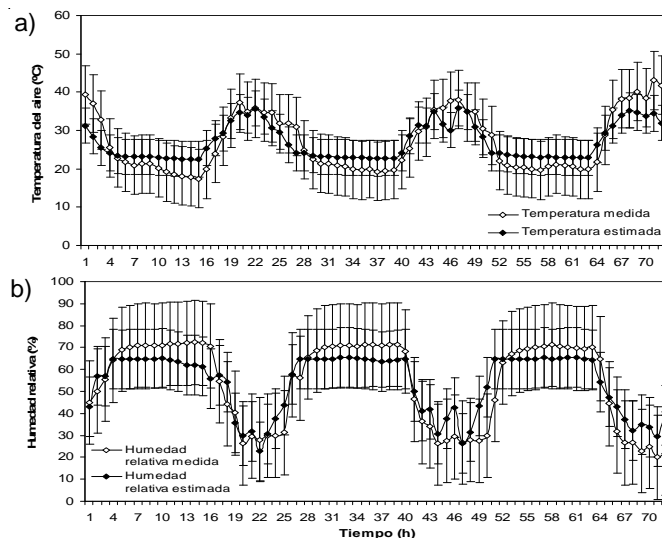 a)
Temperatura del aire (ºC)
60
50
40
30
20
10
0
Temperatura medida
Temperatura estimada
1 4 7 10 13 16 19 22 25 28 31 34 37 40 43 46 49 52 55 58 61 64 67 70
b)
Humedad relativa (%)
100
90
80
70
60
50
40
30
20
10
0
Humedad
relativa medida
Humedad
relativa estimada
1 4 7 10 13 16 19 22 25 28 31 34 37 40 43 46 49 52 55 58 61 64 67 70
Tiempo (h)